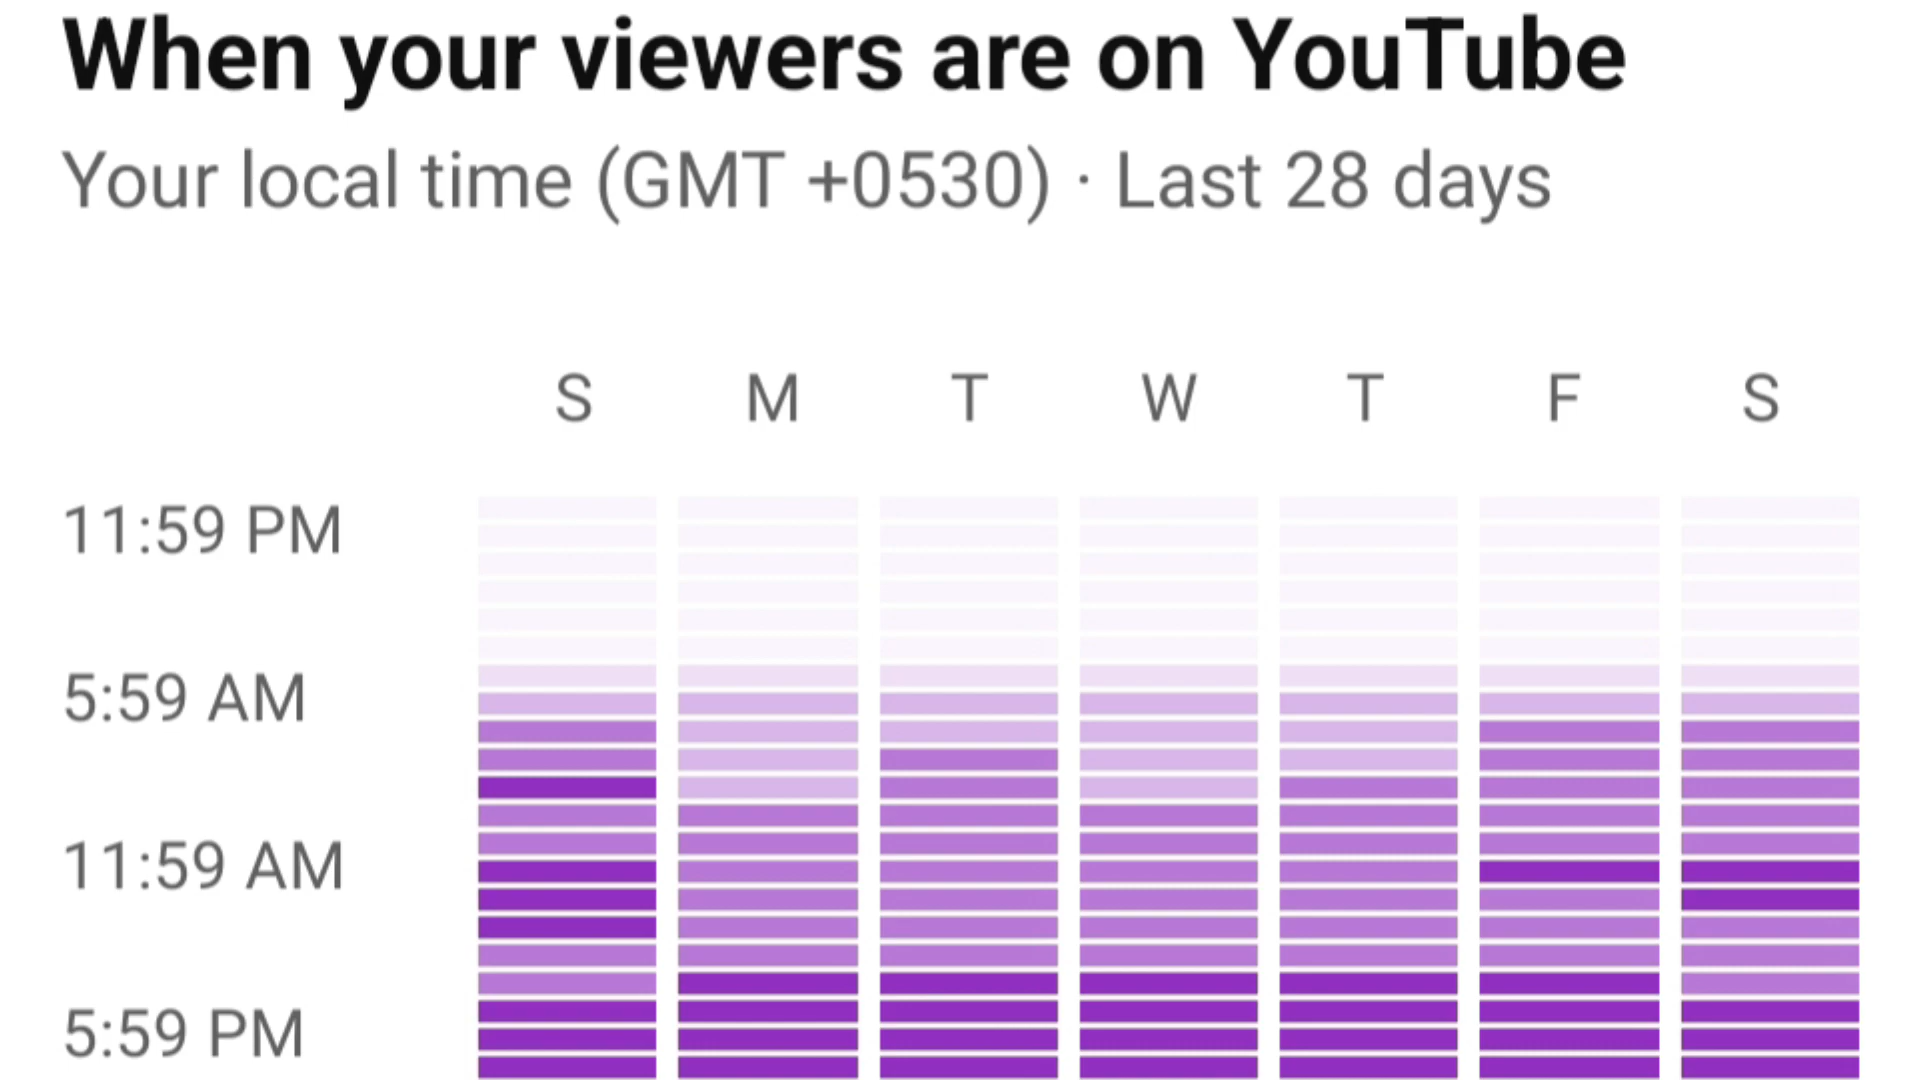 When your viewers are on YouTube
Your local time (GMT +0530) · Last 28 days
S M T W T F S
11:59 PM
5:59 AM
11:59 AM
5:59 PM